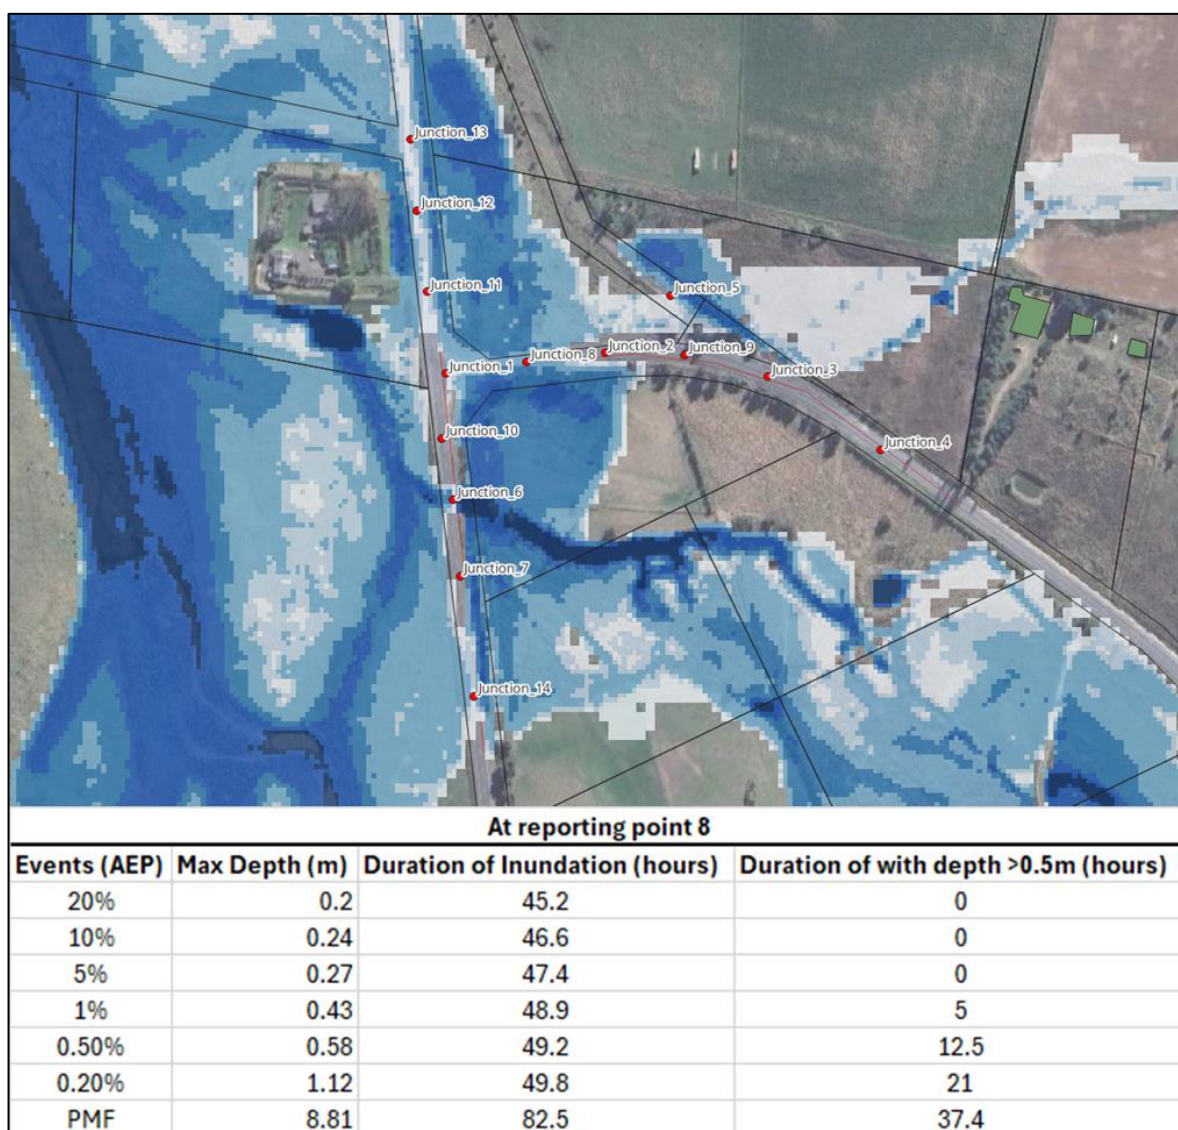 Junction_13
Junction_12
Junction_11
Junction_5
Junction_2
Junction_8
Junction_9
Junction_1
Junction_3
Junction_10
Junction_4
Junction_6
Junction_7
Junction_14
At reporting point 8
Events (AEP) Max Depth (m) Duration of Inundation (hours) Duration of with depth >0.5m (hours)
20% 0.2 45.2 0
10% 0.24 46.6 0
5% 0.27 47.4 0
1% 0.43 48.9 5
0.50% 0.58 49.2 12.5
0.20% 1.12 49.8 21
PMF 8.81 82.5 37.4